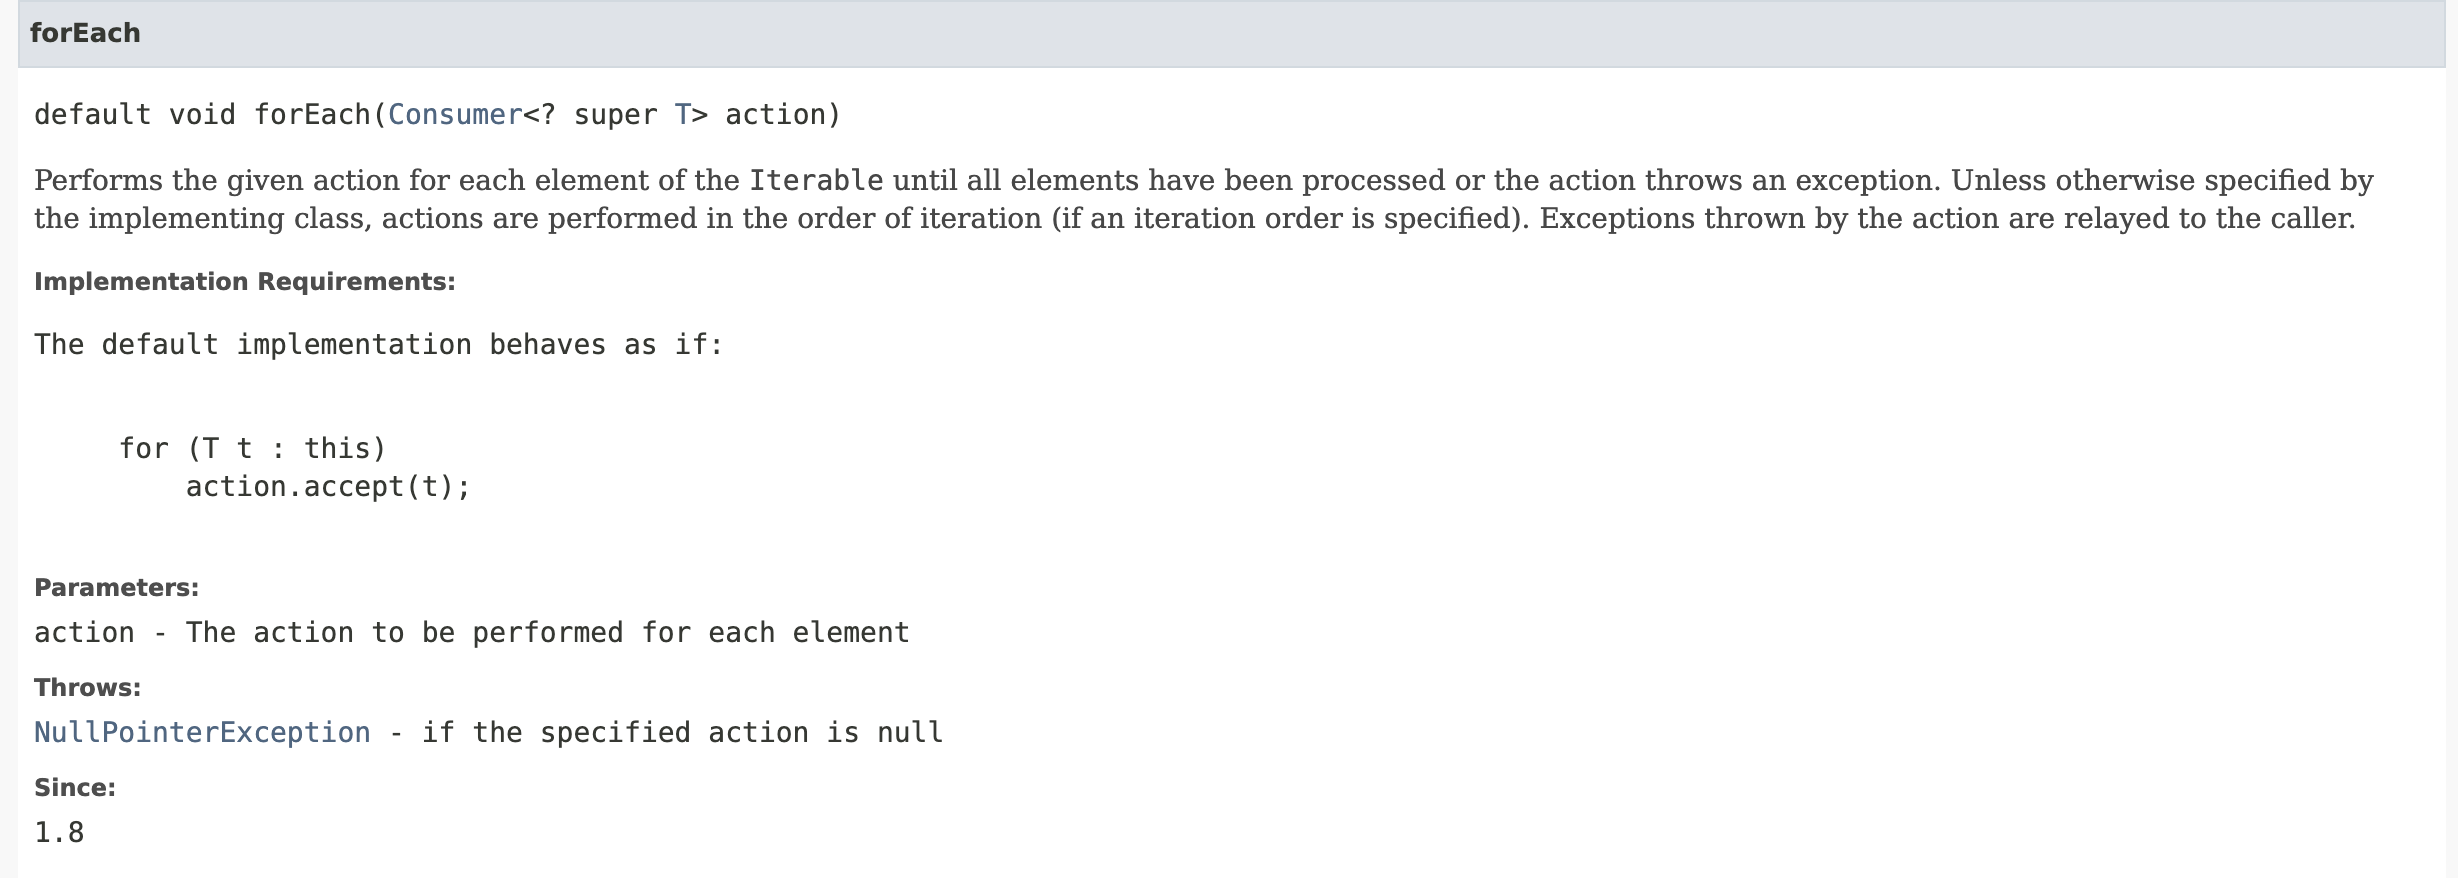 forEach
default void forEach(Consumer<? super T> action)
Performs the given action for each element of the Iterable until all elements have been processed or the action throws an exception. Unless otherwise specified by
the implementing class, actions are performed in the order of iteration (if an iteration order is specified). Exceptions thrown by the action are relayed to the caller.
Implementation Requirements:
The default implementation behaves as if:
for (T t : this)
action.accept(t);
Parameters:
action - The action to be performed for each element
Throws:
NullPointerException - if the specified action is null
Since:
1.8